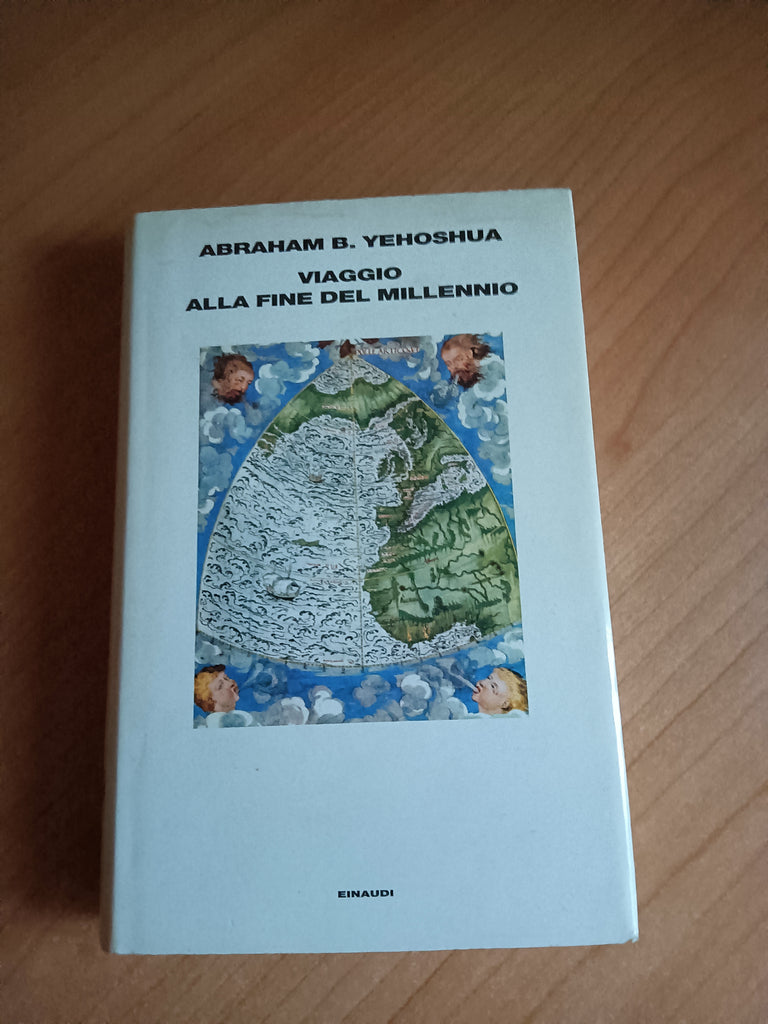 ABRAHAM B. YEHOSHUA
VIAGGIO
ALLA FINE DEL MILLENNIO
EINAUDI